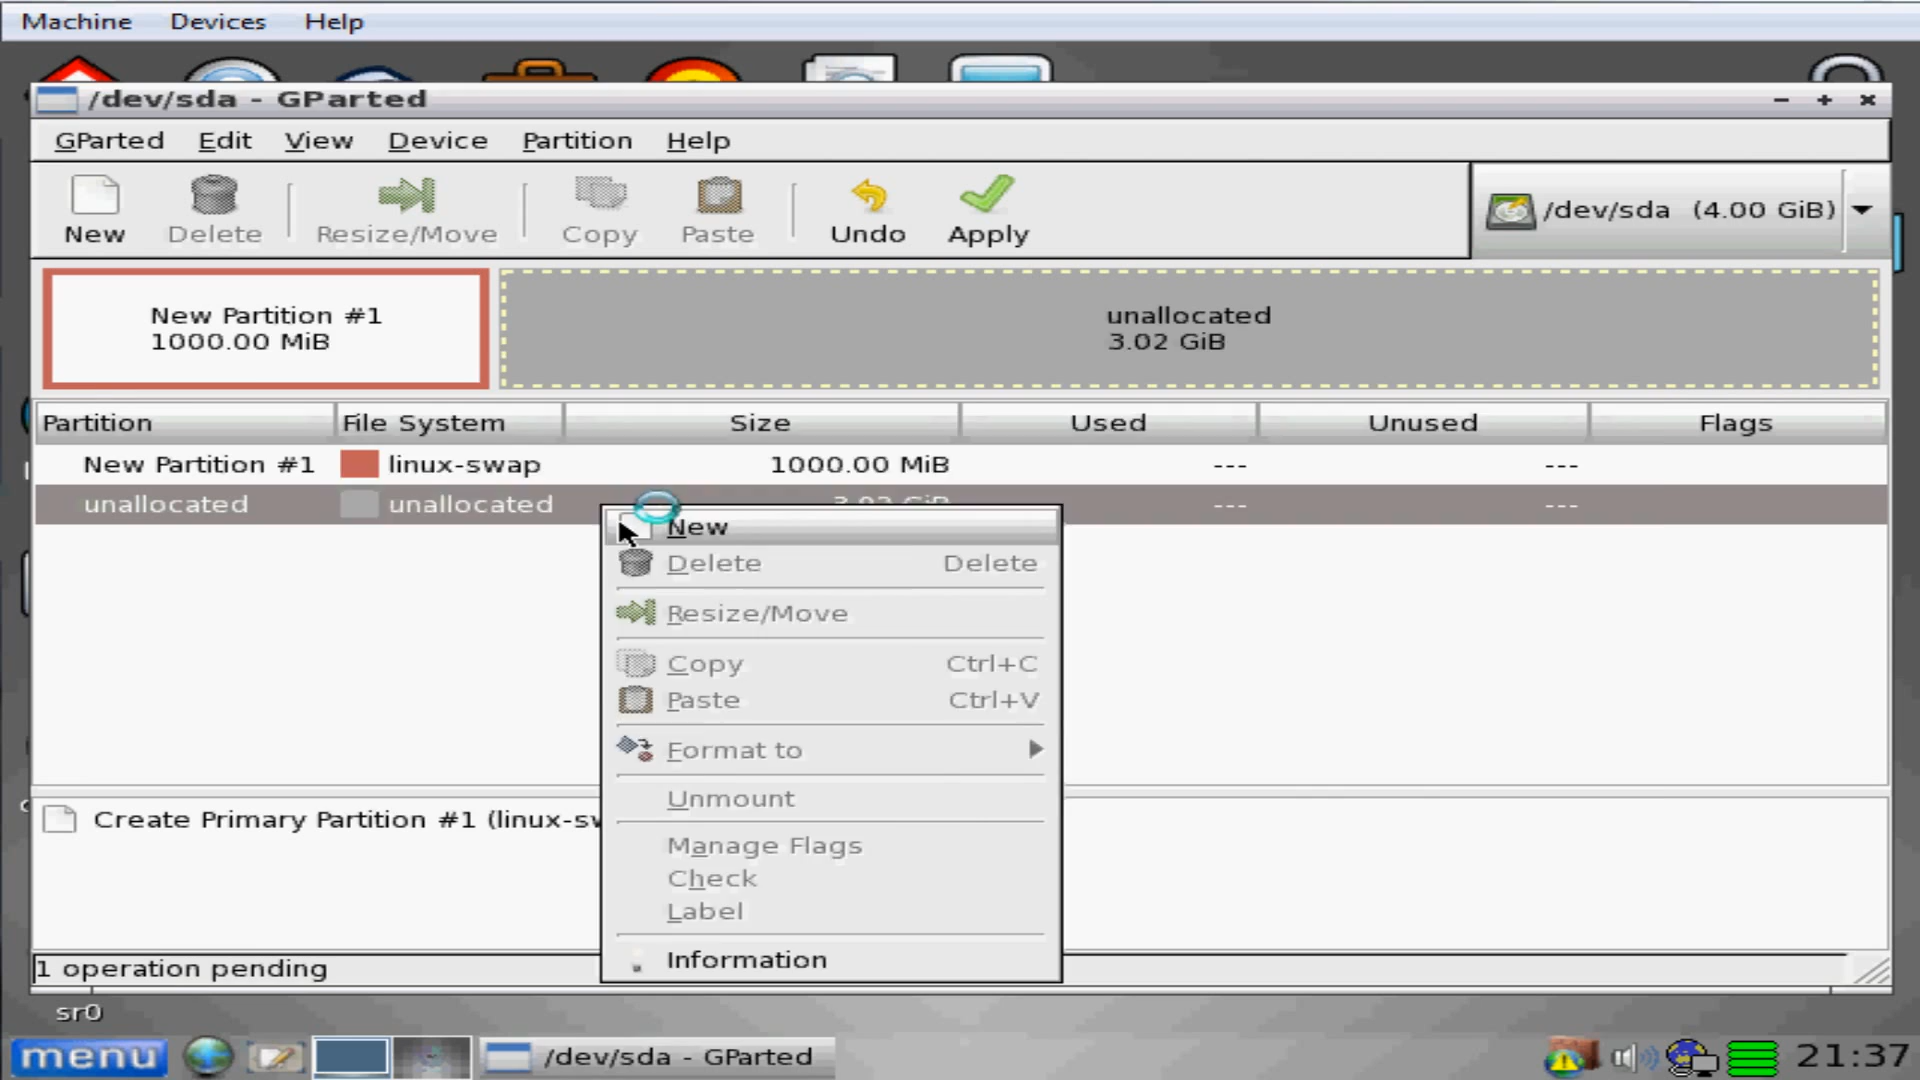 Machine Devices Help
/dev/sda - GParted
GParted Edit View Device Partition Help
New Delete Resize/Move Copy Paste Undo Apply /dev/sda (4.00 GiB)
New Partition #1
1000.00 MiB
unallocated
3.02 GiB
Partition File System Size Used Unused Flags
New Partition #1 linux-swap 1000.00 MiB --- ---
unallocated unallocated 3.02 GiB --- ---
New
Delete Delete
Resize/Move
Copy Ctrl+C
Paste Ctrl+V
Format to
Unmount
Manage Flags
Check
Label
Information
Create Primary Partition #1
1 operation pending
sr0
menu /dev/sda - GParted 21:37